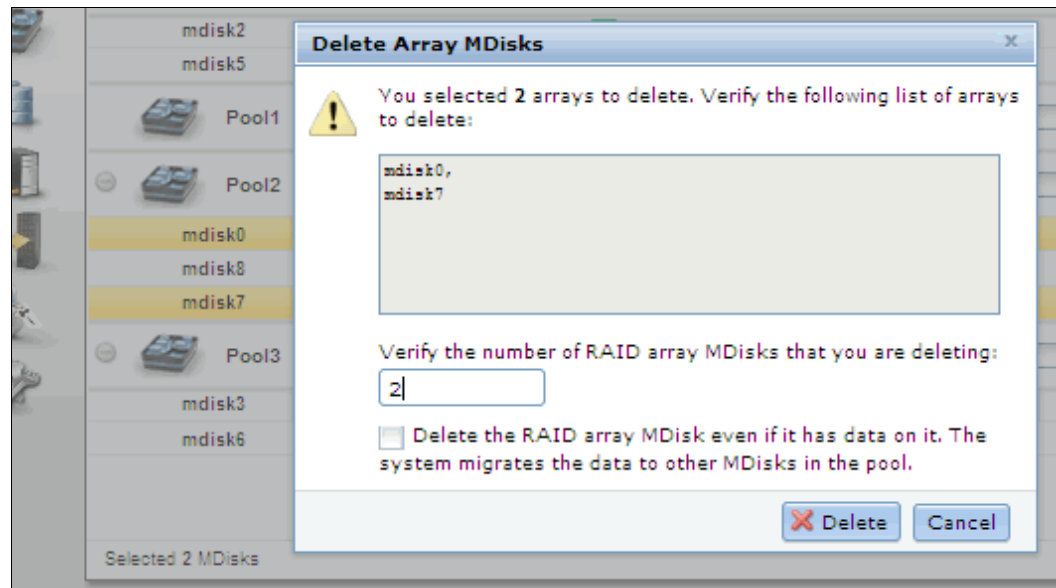 mdisk2
mdisk5
Pool1
Pool2
mdisk0
mdisk8
mdisk7
Pool3
mdisk3
mdisk6
Selected 2 MDisks
Delete Array MDisks
x
You selected 2 arrays to delete. Verify the following list of arrays
to delete:
mdisk0,
mdisk7
Verify the number of RAID array MDisks that you are deleting:
2
Delete the RAID array MDisk even if it has data on it. The
system migrates the data to other MDisks in the pool.
Delete
Cancel